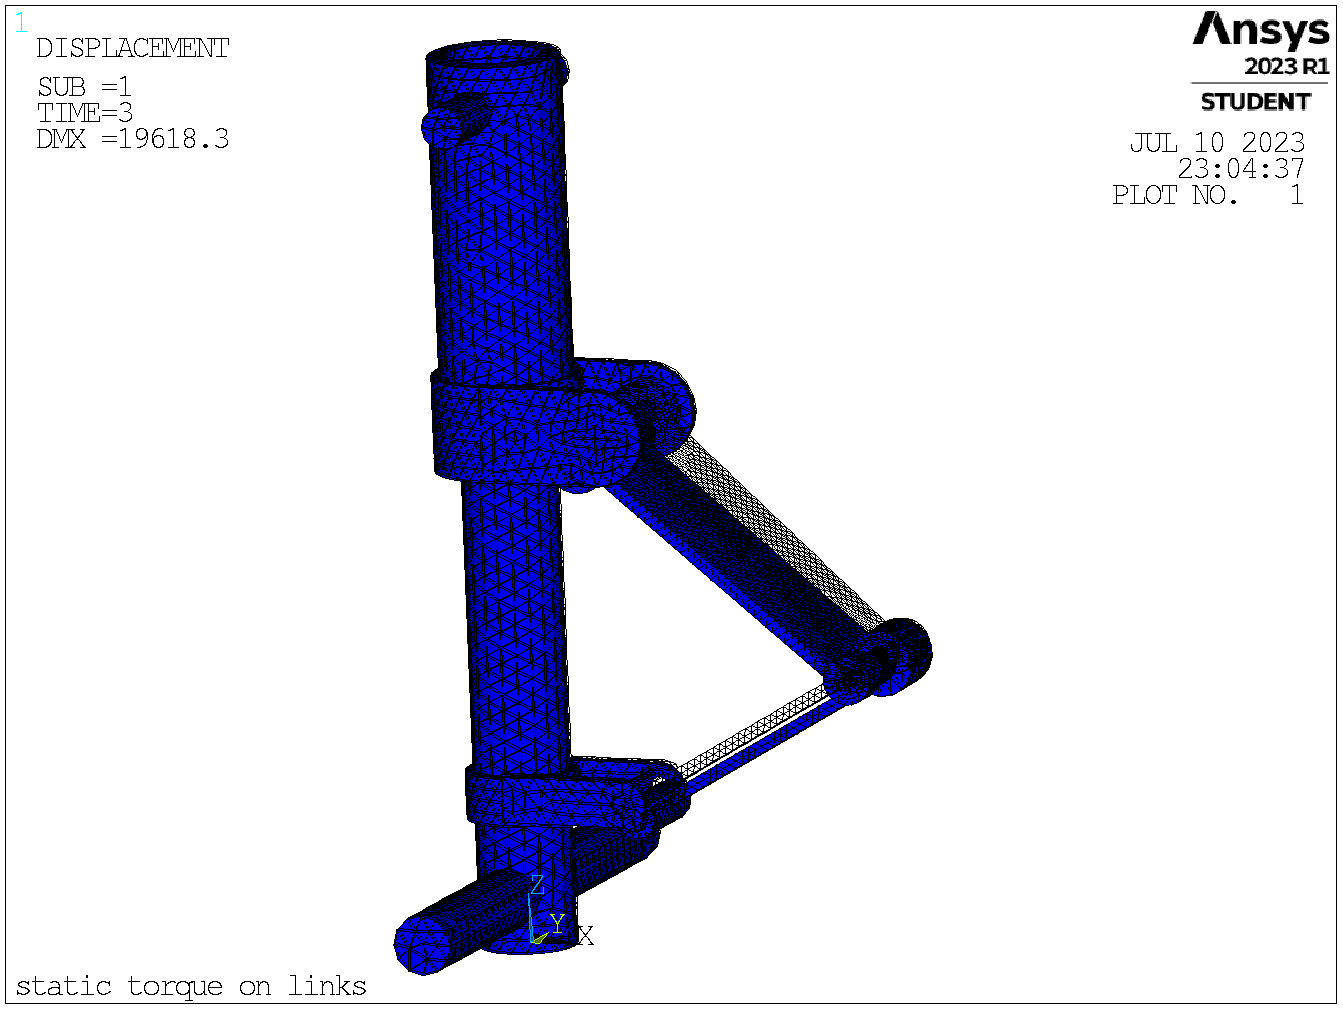 1
DISPLACEMENT
SUB =1
TIME=3
DMX =19618.3
Ansys
2023 R1
STUDENT
JUL 10 2023
23:04:37
PLOT NO. 1
Z
Y
X
static torque on links